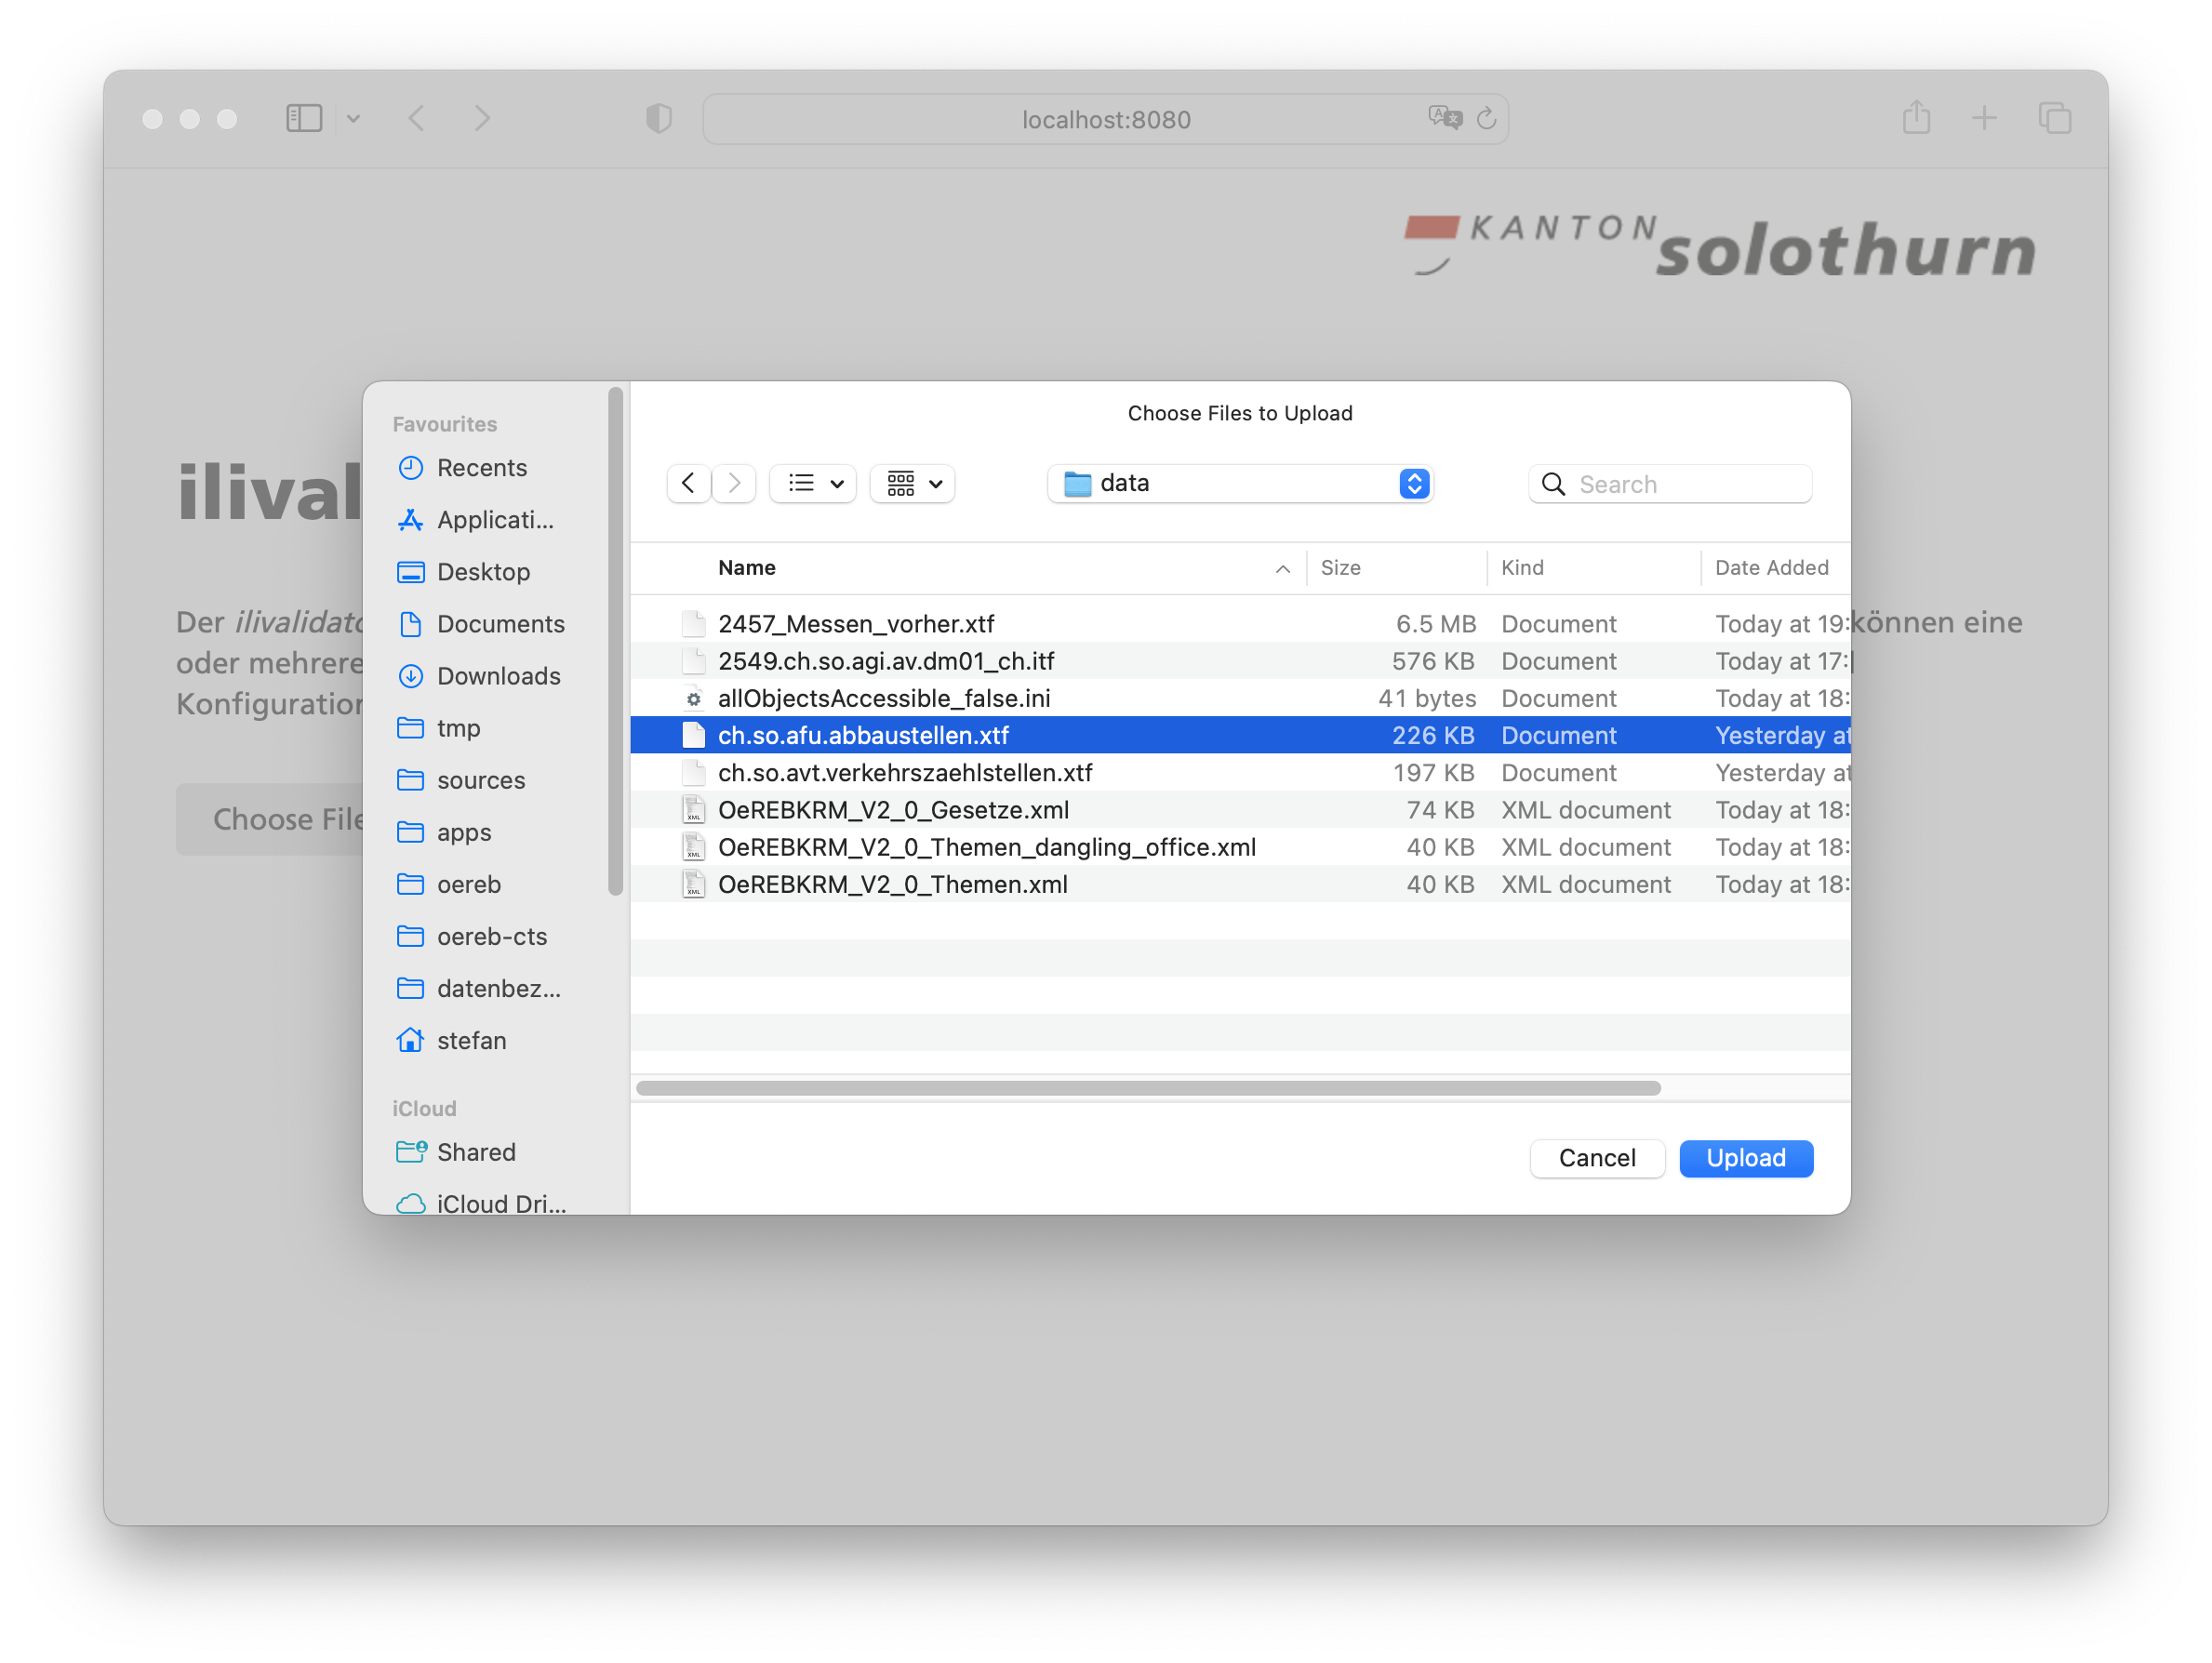 localhost:8080
KANTON solothurn
Choose Files to Upload
Favourites
Recents
Applicati...
Desktop
Documents
Downloads
tmp
sources
apps
oereb
oereb-cts
datenbez...
stefan
iCloud
Shared
iCloud Dri...
data
Search
Name Size Kind Date Added
2457_Messen_vorher.xtf 6.5 MB Document Today at 19:
2549.ch.so.agi.av.dm01_ch.itf 576 KB Document Today at 17:
allObjectsAccessible_false.ini 41 bytes Document Today at 18:
ch.so.afu.abbaustellen.xtf 226 KB Document Yesterday at
ch.so.avt.verkehrszaehlstellen.xtf 197 KB Document Yesterday at
OeREBKRM_V2_0_Gesetze.xml 74 KB XML document Today at 18:
OeREBKRM_V2_0_Themen_dangling_office.xml 40 KB XML document Today at 18:
OeREBKRM_V2_0_Themen.xml 40 KB XML document Today at 18:
Cancel Upload
ilival
Der ilivalidato können eine
oder mehrere
Konfiguration
Choose File